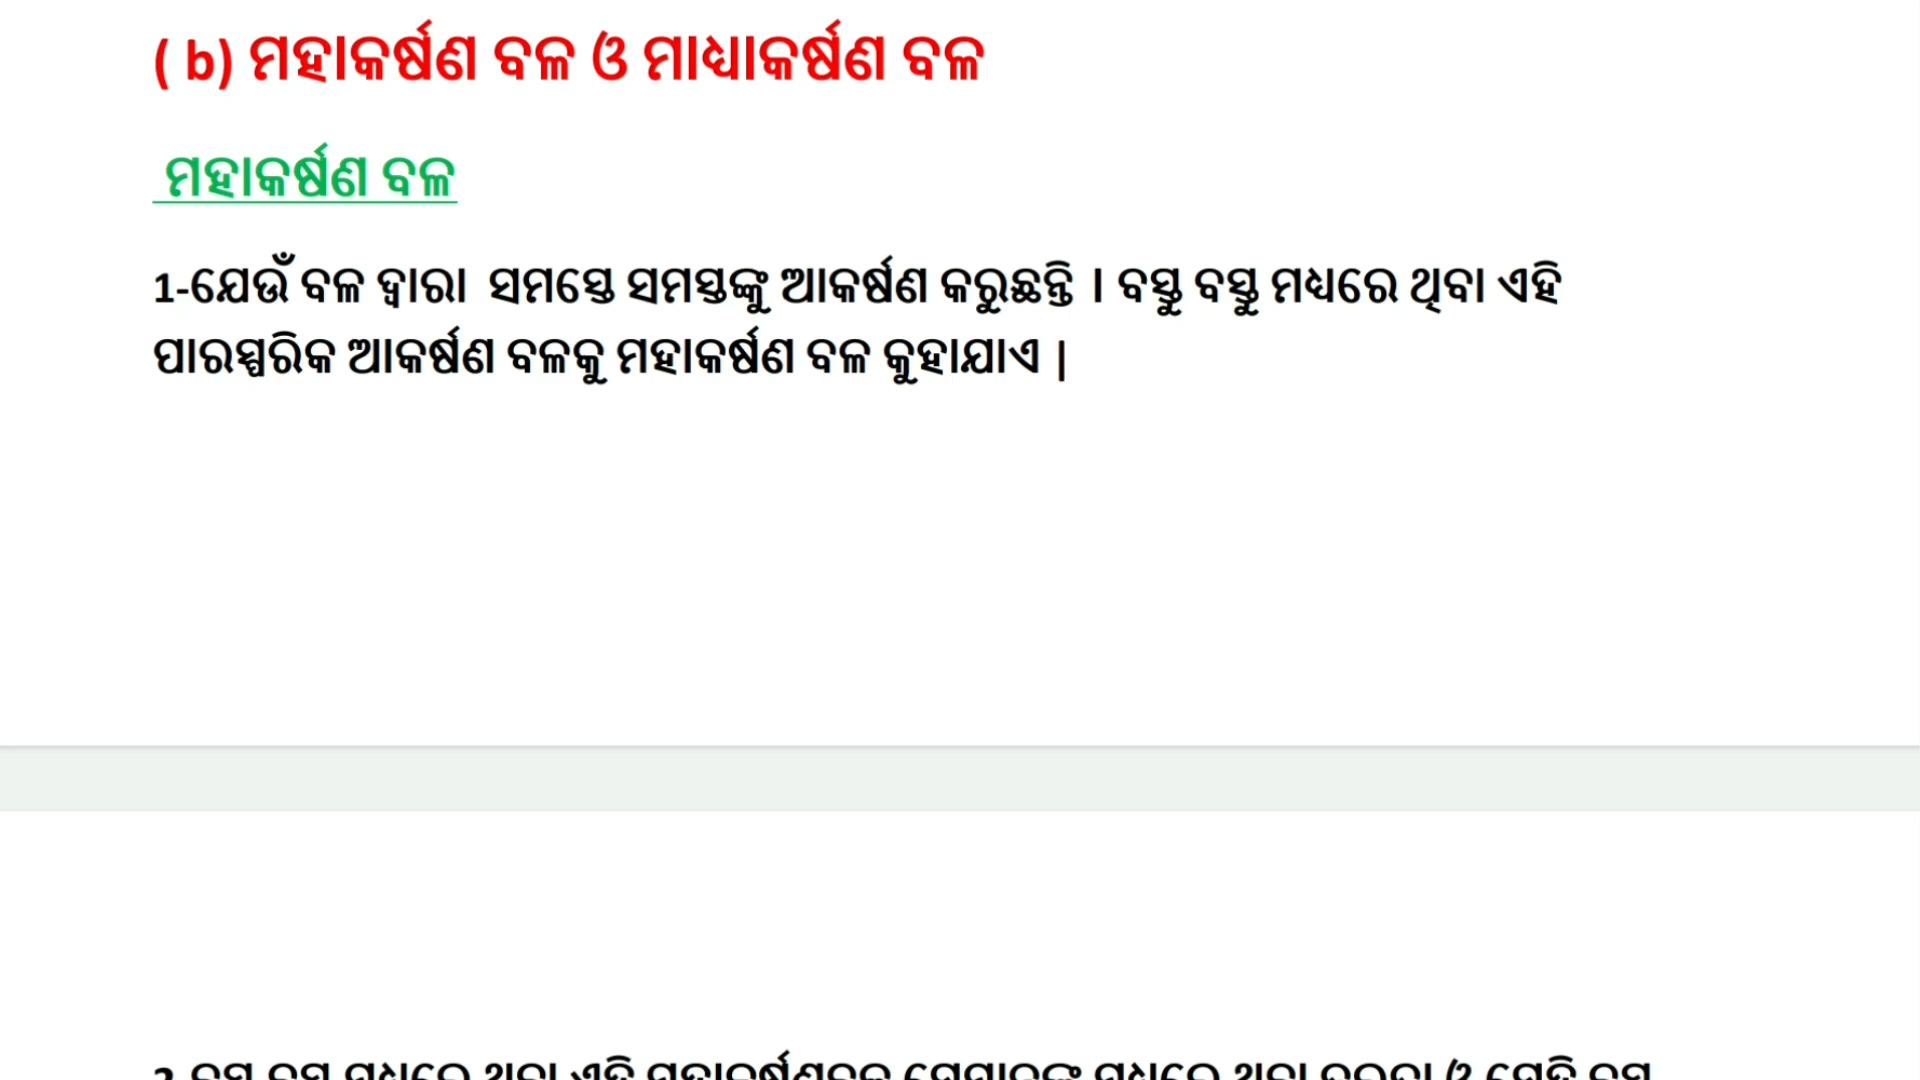 ( b) ମହାକର୍ଷଣ ବଳ ଓ ମାଧ୍ୟାକର୍ଷଣ ବଳ
ମହାକର୍ଷଣ ବଳ
1-ଯେଉଁ ବଳ ଦ୍ୱାରା ସମସ୍ତେ ସମସ୍ତଙ୍କୁ ଆକର୍ଷଣ କରୁଛନ୍ତି । ବସ୍ତୁ ବସ୍ତୁ ମଧ୍ୟରେ ଥିବା ଏହି
ପାରସ୍ପରିକ ଆକର୍ଷଣ ବଳକୁ ମହାକର୍ଷଣ ବଳ କୁହାଯାଏ |